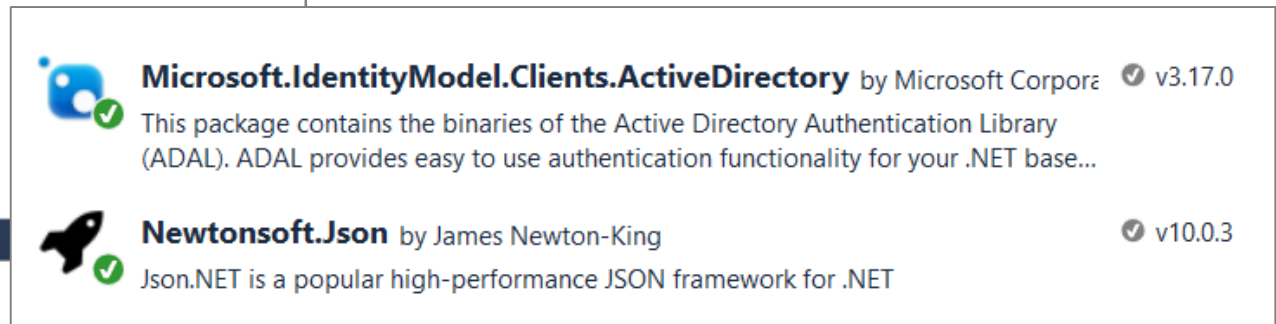 Microsoft.IdentityModel.Clients.ActiveDirectory by Microsoft Corpora v3.17.0
This package contains the binaries of the Active Directory Authentication Library
(ADAL). ADAL provides easy to use authentication functionality for your .NET base...
Newtonsoft.Json by James Newton-King v10.0.3
Json.NET is a popular high-performance JSON framework for .NET